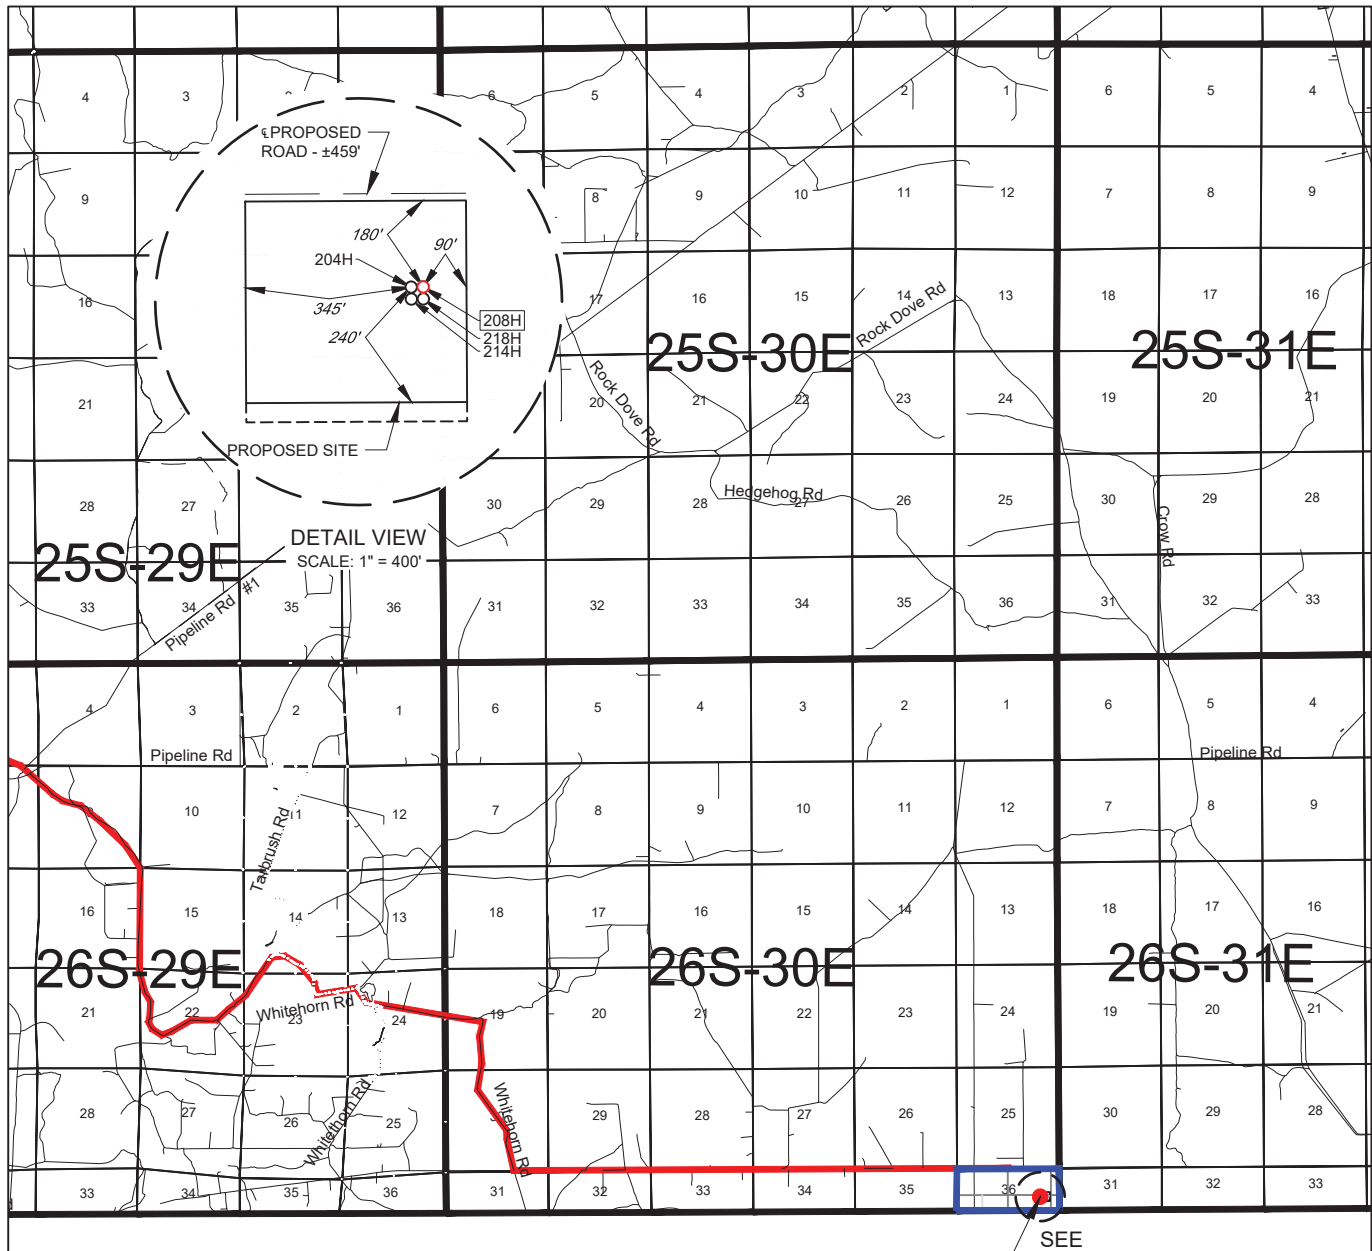 4 3 6 5 4 3 2 1 6 5 4
℄PROPOSED
ROAD - ±459'
9 8 9 10 11 12 7 8 9
180'
90'
204H
345'
240'
208H
218H
214H
16 17 16 15 14 13 18 17 16
Rock Dove Rd
25S-30E
25S-31E
Rock Dove Rd
21 20 21 22 23 24 19 20 21
PROPOSED SITE
28 27 30 29 28 27 26 25 30 29 28
Hedgehog Rd
Crow Rd
DETAIL VIEW
SCALE: 1" = 400'
25S-29E
Pipeline Rd #1
33 34 35 36 31 32 33 34 35 36 31 32 33
4 3 2 1 6 5 4 3 2 1 6 5 4
Pipeline Rd
Pipeline Rd
10 11 12 7 8 9 10 11 12 7 8 9
Tarbrush Rd
16 15 14 13 18 17 16 15 14 13 18 17 16
26S-29E
26S-30E
26S-31E
21 22 23 24 19 20 21 22 23 24 19 20 21
Whitehorn Rd
28 27 26 25 29 28 27 26 25 30 29 28
Whitethorn Rd
Whitehorn Rd
33 34 35 36 31 32 33 34 35 36 31 32 33
SEE